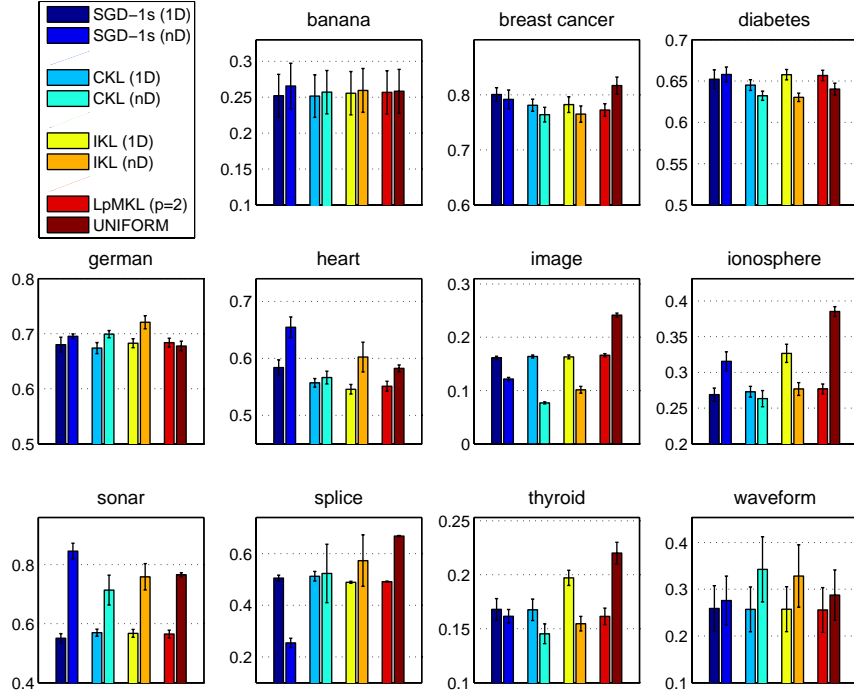 SGD-1s (1D)
SGD-1s (nD)
CKL (1D)
CKL (nD)
IKL (1D)
IKL (nD)
LpMKL (p=2)
UNIFORM
banana
0.3
0.25
0.2
0.15
0.1
breast cancer
0.8
0.7
0.6
diabetes
0.7
0.65
0.6
0.55
0.5
german
0.8
0.7
0.6
0.5
heart
0.7
0.6
0.5
image
0.3
0.2
0.1
0
ionosphere
0.4
0.35
0.3
0.25
0.2
sonar
0.8
0.6
0.4
splice
0.6
0.4
0.2
thyroid
0.25
0.2
0.15
0.1
waveform
0.4
0.3
0.2
0.1